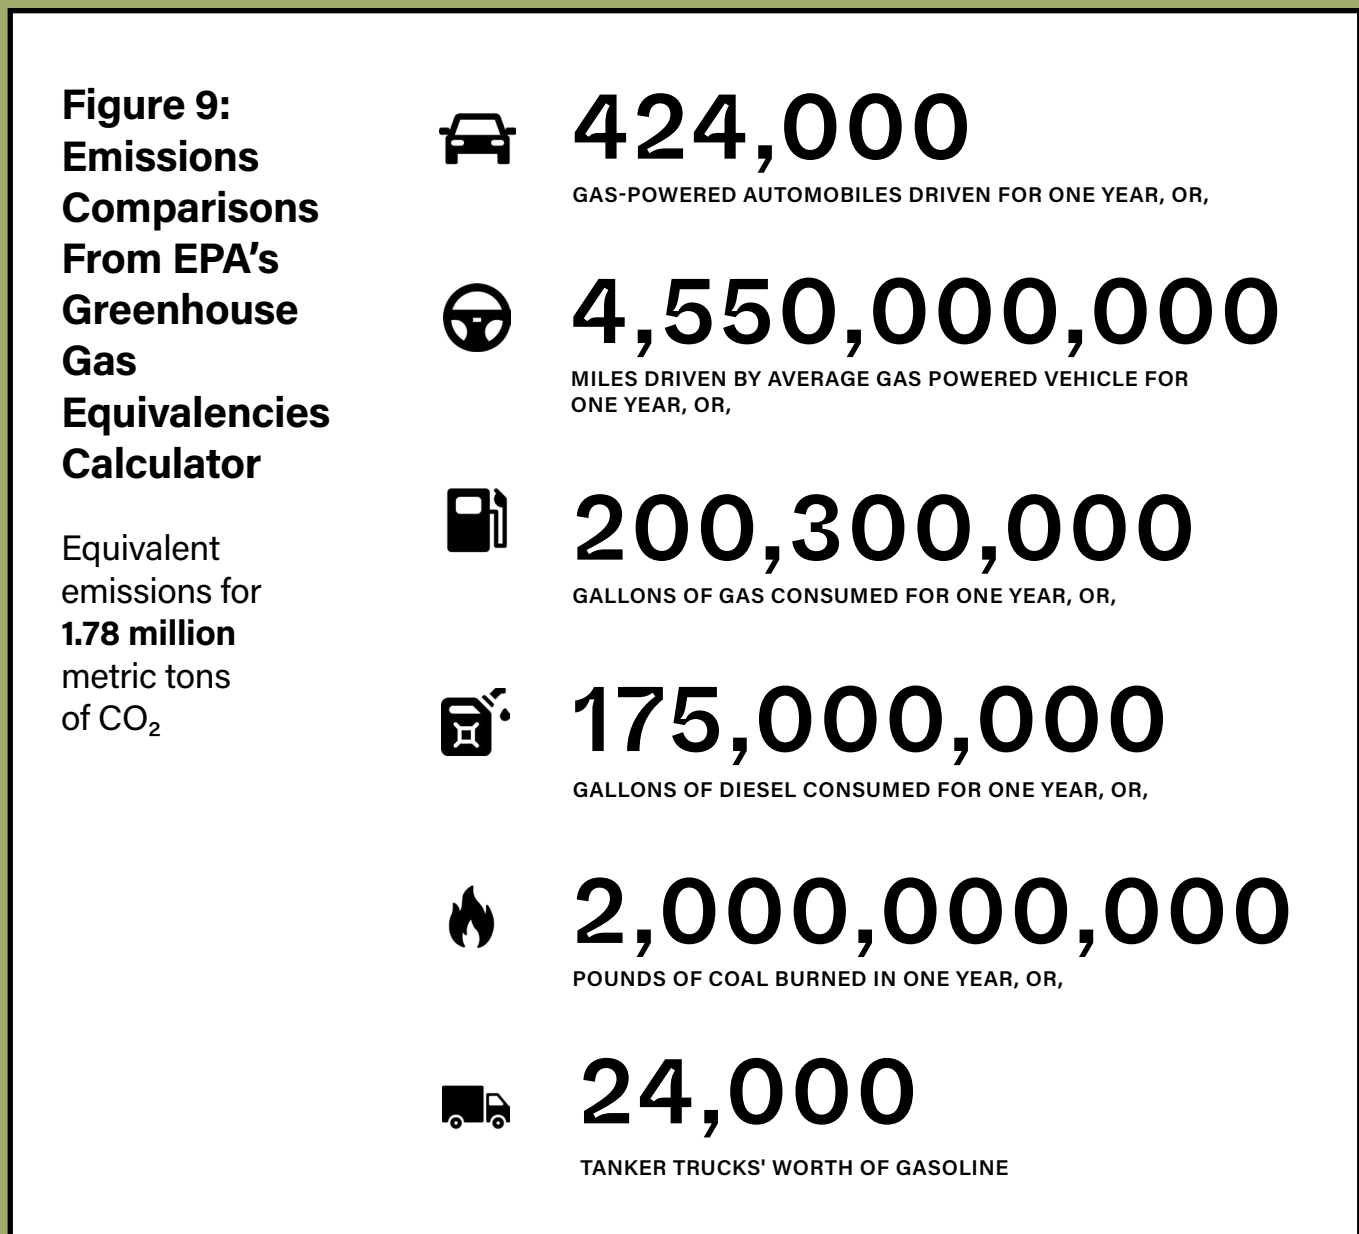 Figure 9:
Emissions
Comparisons
From EPA’s
Greenhouse
Gas
Equivalencies
Calculator
Equivalent
emissions for
1.78 million
metric tons
of CO₂
424,000
GAS-POWERED AUTOMOBILES DRIVEN FOR ONE YEAR, OR,
4,550,000,000
MILES DRIVEN BY AVERAGE GAS POWERED VEHICLE FOR
ONE YEAR, OR,
200,300,000
GALLONS OF GAS CONSUMED FOR ONE YEAR, OR,
175,000,000
GALLONS OF DIESEL CONSUMED FOR ONE YEAR, OR,
2,000,000,000
POUNDS OF COAL BURNED IN ONE YEAR, OR,
24,000
TANKER TRUCKS' WORTH OF GASOLINE